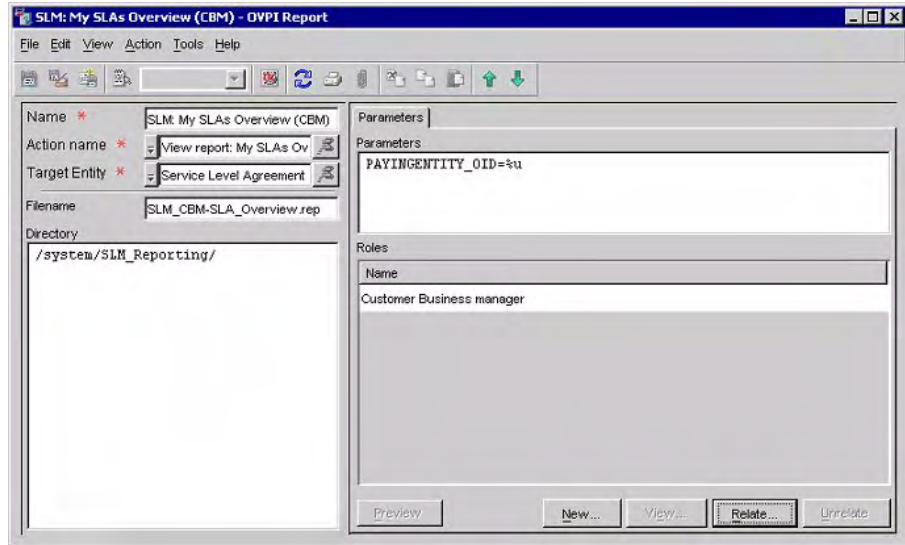 SLM: My SLAs Overview (CBM) - OVPI Report
File Edit View Action Tools Help
Name *
SLM: My SLAs Overview (CBM)
Action name *
View report: My SLAs Ov
Target Entity *
Service Level Agreement
Filename
SLM_CBM-SLA_Overview.rep
Directory
/system/SLM_Reporting/
Parameters
Parameters
PAYINGENTITY_OID=%u
Roles
Name
Customer Business manager
Preview
New...
View...
Relate...
Unrelate